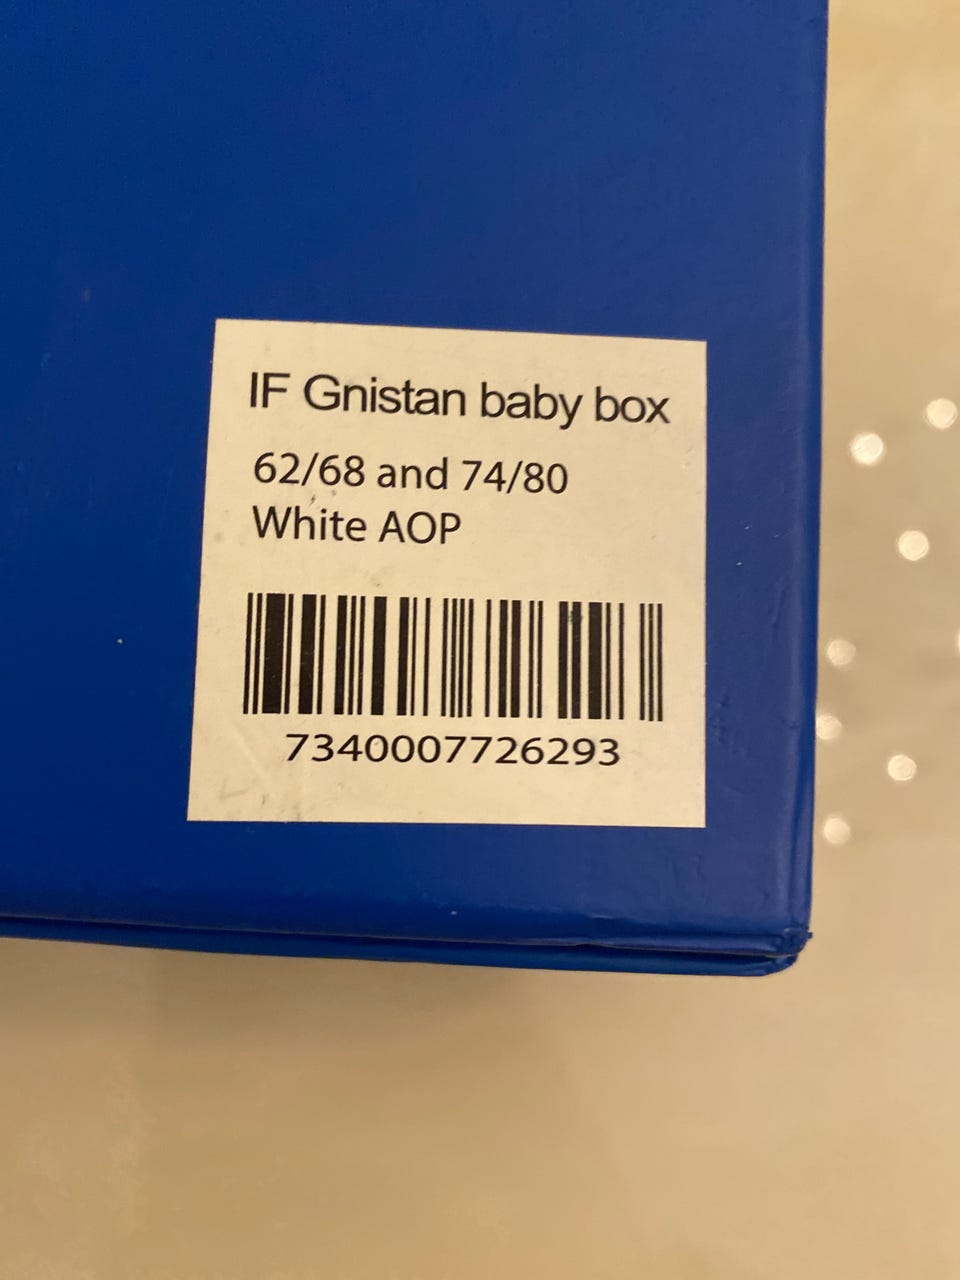 IF Gnistan baby box
62/68 and 74/80
White AOP
7340007726293